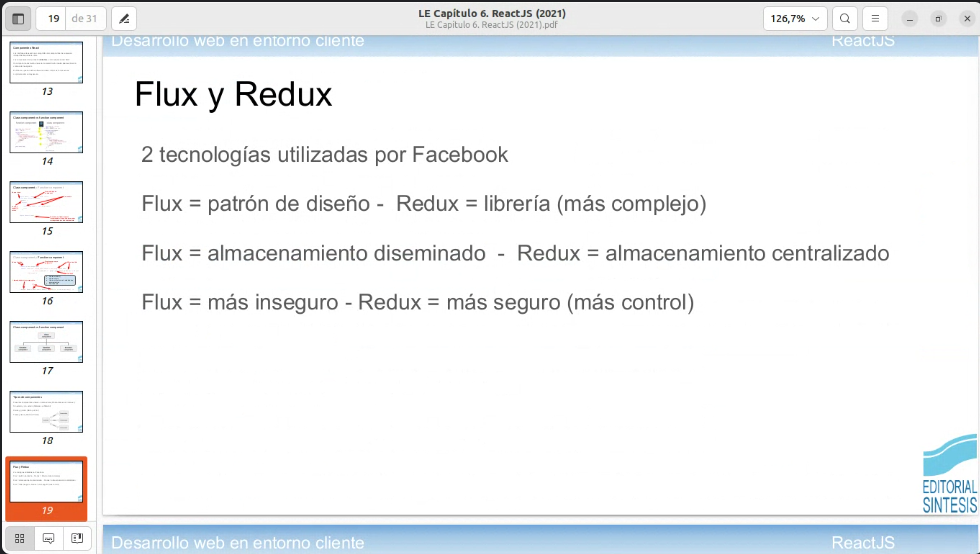 19 de 31
LE Capítulo 6. ReactJS (2021)
LE Capítulo 6. ReactJS (2021).pdf
126,7%
Desarrollo web en entorno cliente
ReactJS
13
14
15
16
17
18
19
Flux y Redux
2 tecnologías utilizadas por Facebook
Flux = patrón de diseño - Redux = librería (más complejo)
Flux = almacenamiento diseminado - Redux = almacenamiento centralizado
Flux = más inseguro - Redux = más seguro (más control)
EDITORIAL
SINTESIS
Desarrollo web en entorno cliente
ReactJS